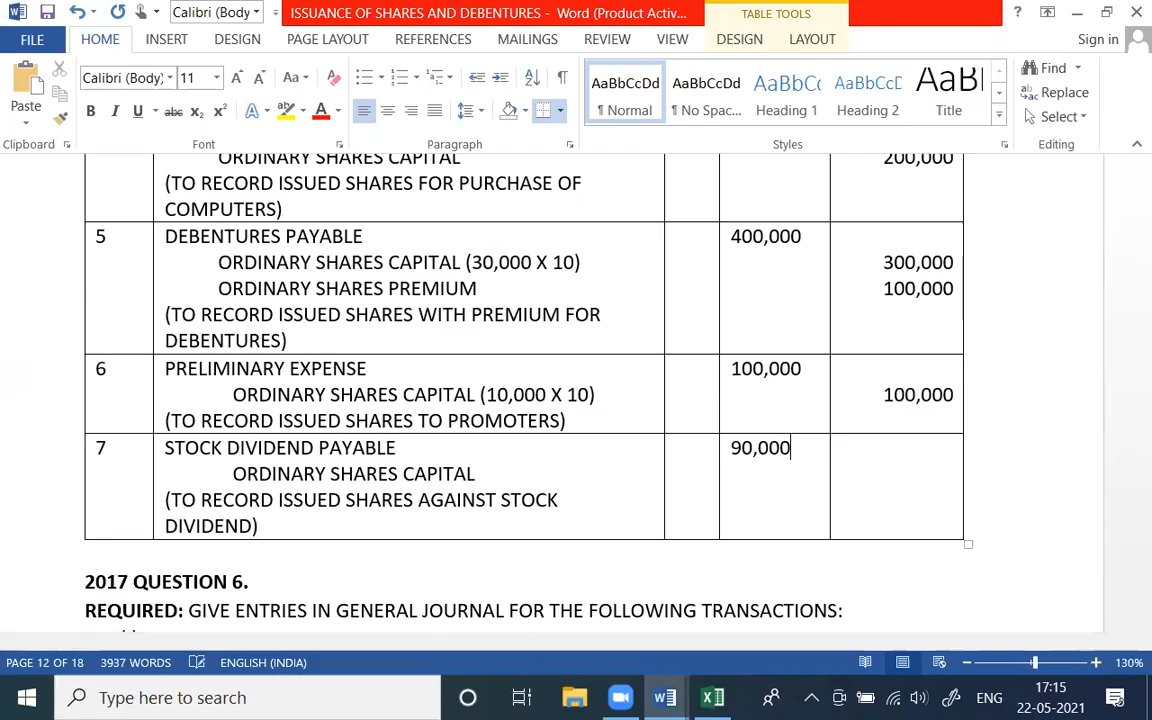 Calibri (Body
ISSUANCE OF SHARES AND DEBENTURES - Word (Product Activ...
TABLE TOOLS
?
FILE HOME INSERT DESIGN PAGE LAYOUT REFERENCES MAILINGS REVIEW VIEW DESIGN LAYOUT Sign in
Paste
Calibri (Body) 11 A A Aa
B I U abc x₂ x² A ab A
AaBbCcDd AaBbCcDd AaBbCc AaBbCcD AaBl
¶ Normal ¶ No Spac... Heading 1 Heading 2 Title
Find
Replace
Select
Clipboard Font Paragraph Styles Editing
ORDINARY SHARES CAPITAL 200,000
(TO RECORD ISSUED SHARES FOR PURCHASE OF
COMPUTERS)
5 DEBENTURES PAYABLE 400,000
ORDINARY SHARES CAPITAL (30,000 X 10) 300,000
ORDINARY SHARES PREMIUM 100,000
(TO RECORD ISSUED SHARES WITH PREMIUM FOR
DEBENTURES)
6 PRELIMINARY EXPENSE 100,000
ORDINARY SHARES CAPITAL (10,000 X 10) 100,000
(TO RECORD ISSUED SHARES TO PROMOTERS)
7 STOCK DIVIDEND PAYABLE 90,000
ORDINARY SHARES CAPITAL
(TO RECORD ISSUED SHARES AGAINST STOCK
DIVIDEND)
2017 QUESTION 6.
REQUIRED: GIVE ENTRIES IN GENERAL JOURNAL FOR THE FOLLOWING TRANSACTIONS:
PAGE 12 OF 18 3937 WORDS ENGLISH (INDIA) 130%
Type here to search
ENG
17:15
22-05-2021